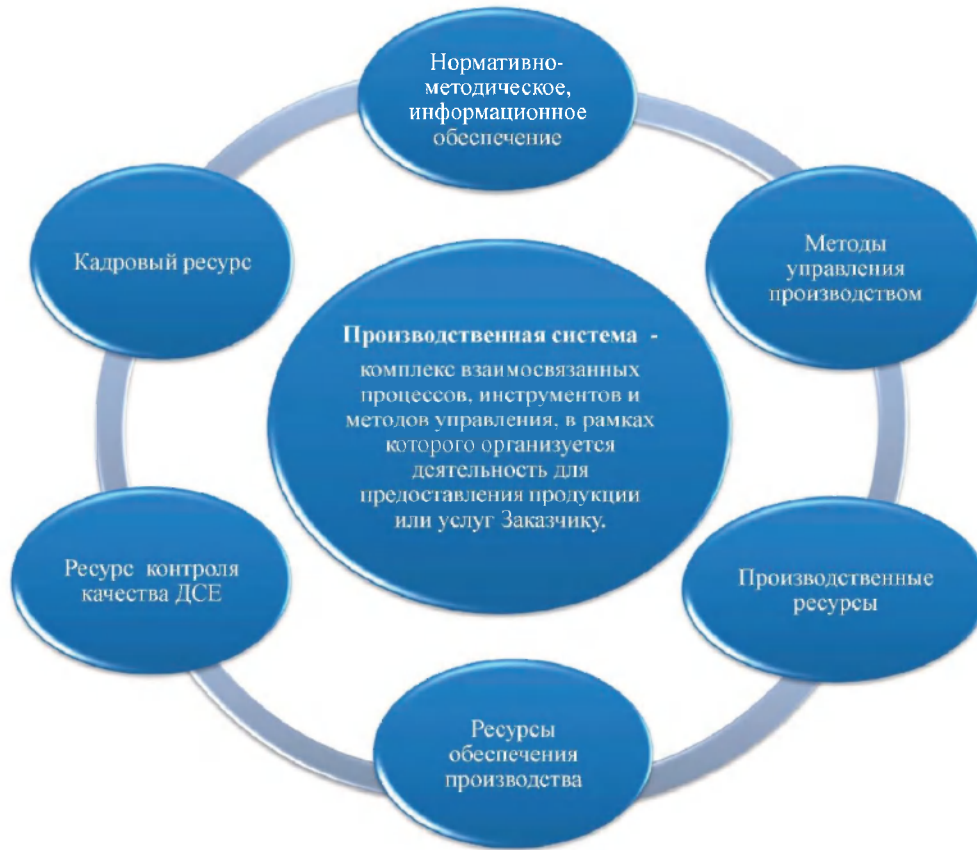 Нормативно-
методическое,
информационное
обеспечение
Методы
управления
производством
Кадровый ресурс
Производственная система -
комплекс взаимосвязанных
процессов, инструментов и
методов управления, в рамках
которого организуется
деятельность для
предоставления продукции
или услуг Заказчику.
Производственные
ресурсы
Ресурс контроля
качества ДСЕ
Ресурсы
обеспечения
производства